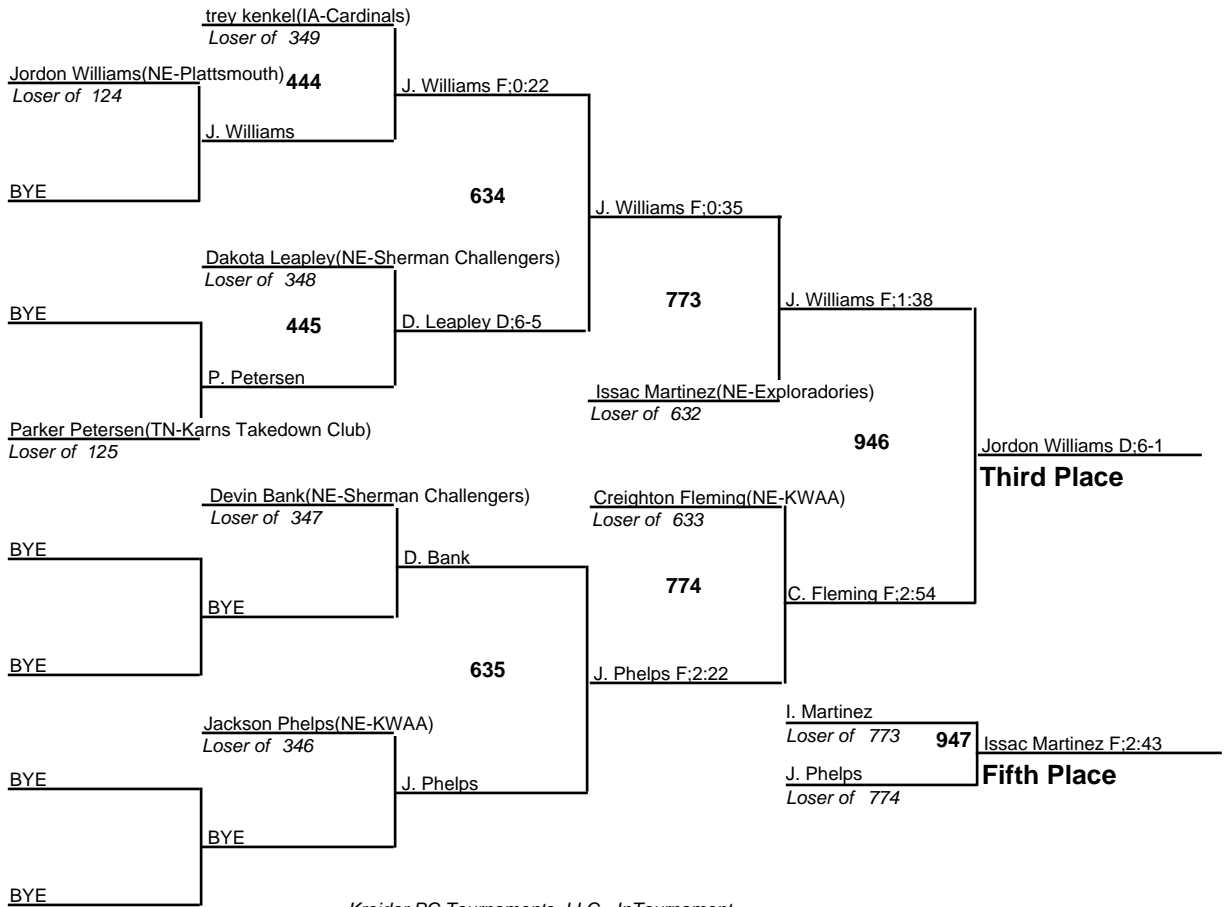 trey kenkel(IA-Cardinals)
Loser of 349
Jordon Williams(NE-Plattsmouth)
444
J. Williams F;0:22
Loser of 124
J. Williams
BYE
634
J. Williams F;0:35
Dakota Leapley(NE-Sherman Challengers)
Loser of 348
773
J. Williams F;1:38
BYE
445
D. Leapley D;6-5
P. Petersen
Issac Martinez(NE-Exploradories)
Loser of 632
Parker Petersen(TN-Karns Takedown Club)
Loser of 125
946
Jordon Williams D;6-1
Third Place
Devin Bank(NE-Sherman Challengers)
Loser of 347
Creighton Fleming(NE-KWAA)
Loser of 633
BYE
D. Bank
774
C. Fleming F;2:54
BYE
BYE
635
J. Phelps F;2:22
Jackson Phelps(NE-KWAA)
Loser of 346
I. Martinez
Loser of 773
947
Issac Martinez F;2:43
Fifth Place
BYE
J. Phelps
J. Phelps
Loser of 774
BYE
BYE
Kreider PC Tournaments, LLC - InTournament